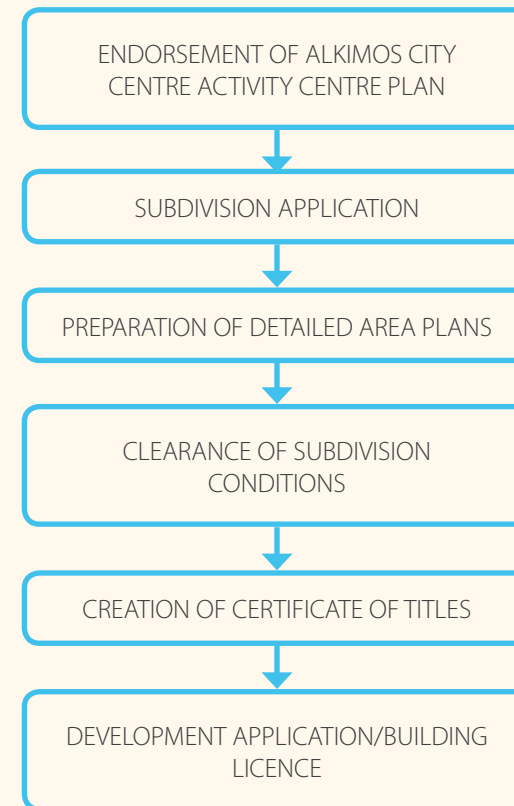 ENDORSEMENT OF ALKIMOS CITY
CENTRE ACTIVITY CENTRE PLAN
SUBDIVISION APPLICATION
PREPARATION OF DETAILED AREA PLANS
CLEARANCE OF SUBDIVISION
CONDITIONS
CREATION OF CERTIFICATE OF TITLES
DEVELOPMENT APPLICATION/BUILDING
LICENCE